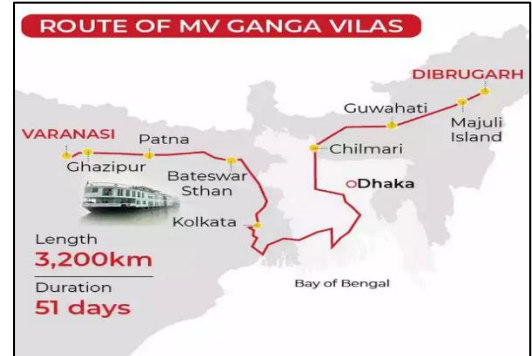 ROUTE OF MV GANGA VILAS
DIBRUGARH
Guwahati
Majuli
Island
VARANASI
Patna
Chilmari
Ghazipur
Bateswar
Sthan
Dhaka
Kolkata
Length
3,200km
Duration
51 days
Bay of Bengal